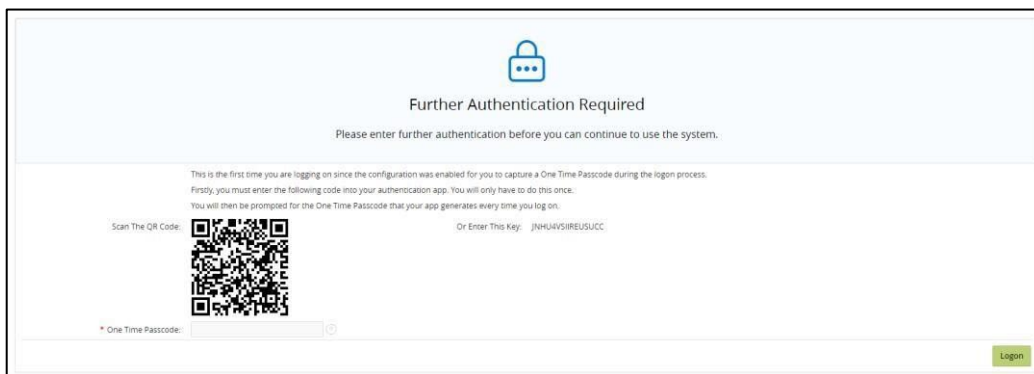 Further Authentication Required
Please enter further authentication before you can continue to use the system.
This is the first time you are logging on since the configuration was enabled for you to capture a One Time Passcode during the logon process.
Firstly, you must enter the following code into your authentication app. You will only have to do this once.
You will then be prompted for the One Time Passcode that your app generates every time you log on.
Scan The QR Code: Or Enter This Key: JNHU4VSIIREUSUCC
* One Time Passcode:
Logon